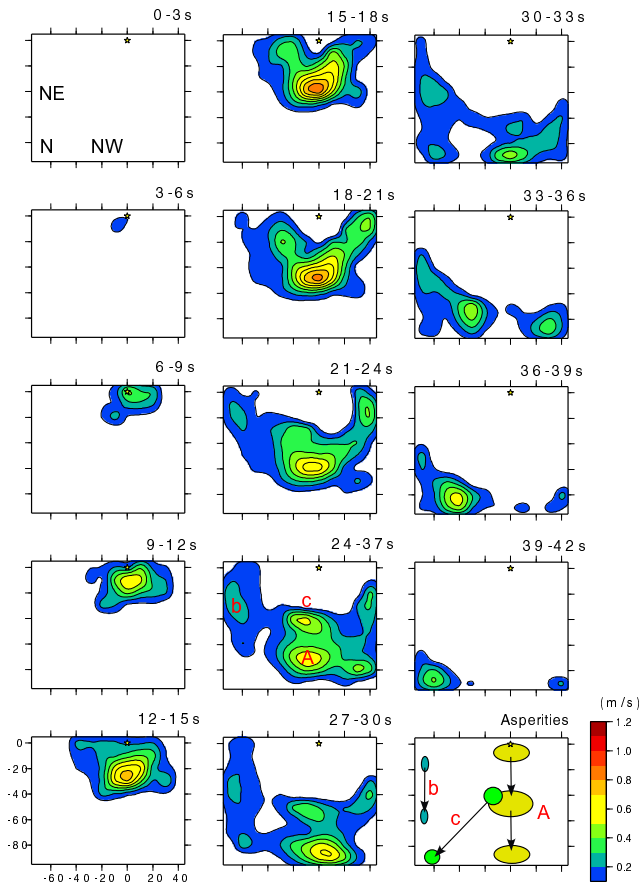 0-3s
15-18s
30-33s
NE
N NW
3-6s
18-21s
33-36s
6-9s
21-24s
36-39s
9-12s
24-37s
39-42s
b
c
A
12-15s
27-30s
Asperities
(m/s)
0
-20
-40
-60
-80
-60 -40 -20 0 20 40
b
c
A
1.2
1.0
0.8
0.6
0.4
0.2